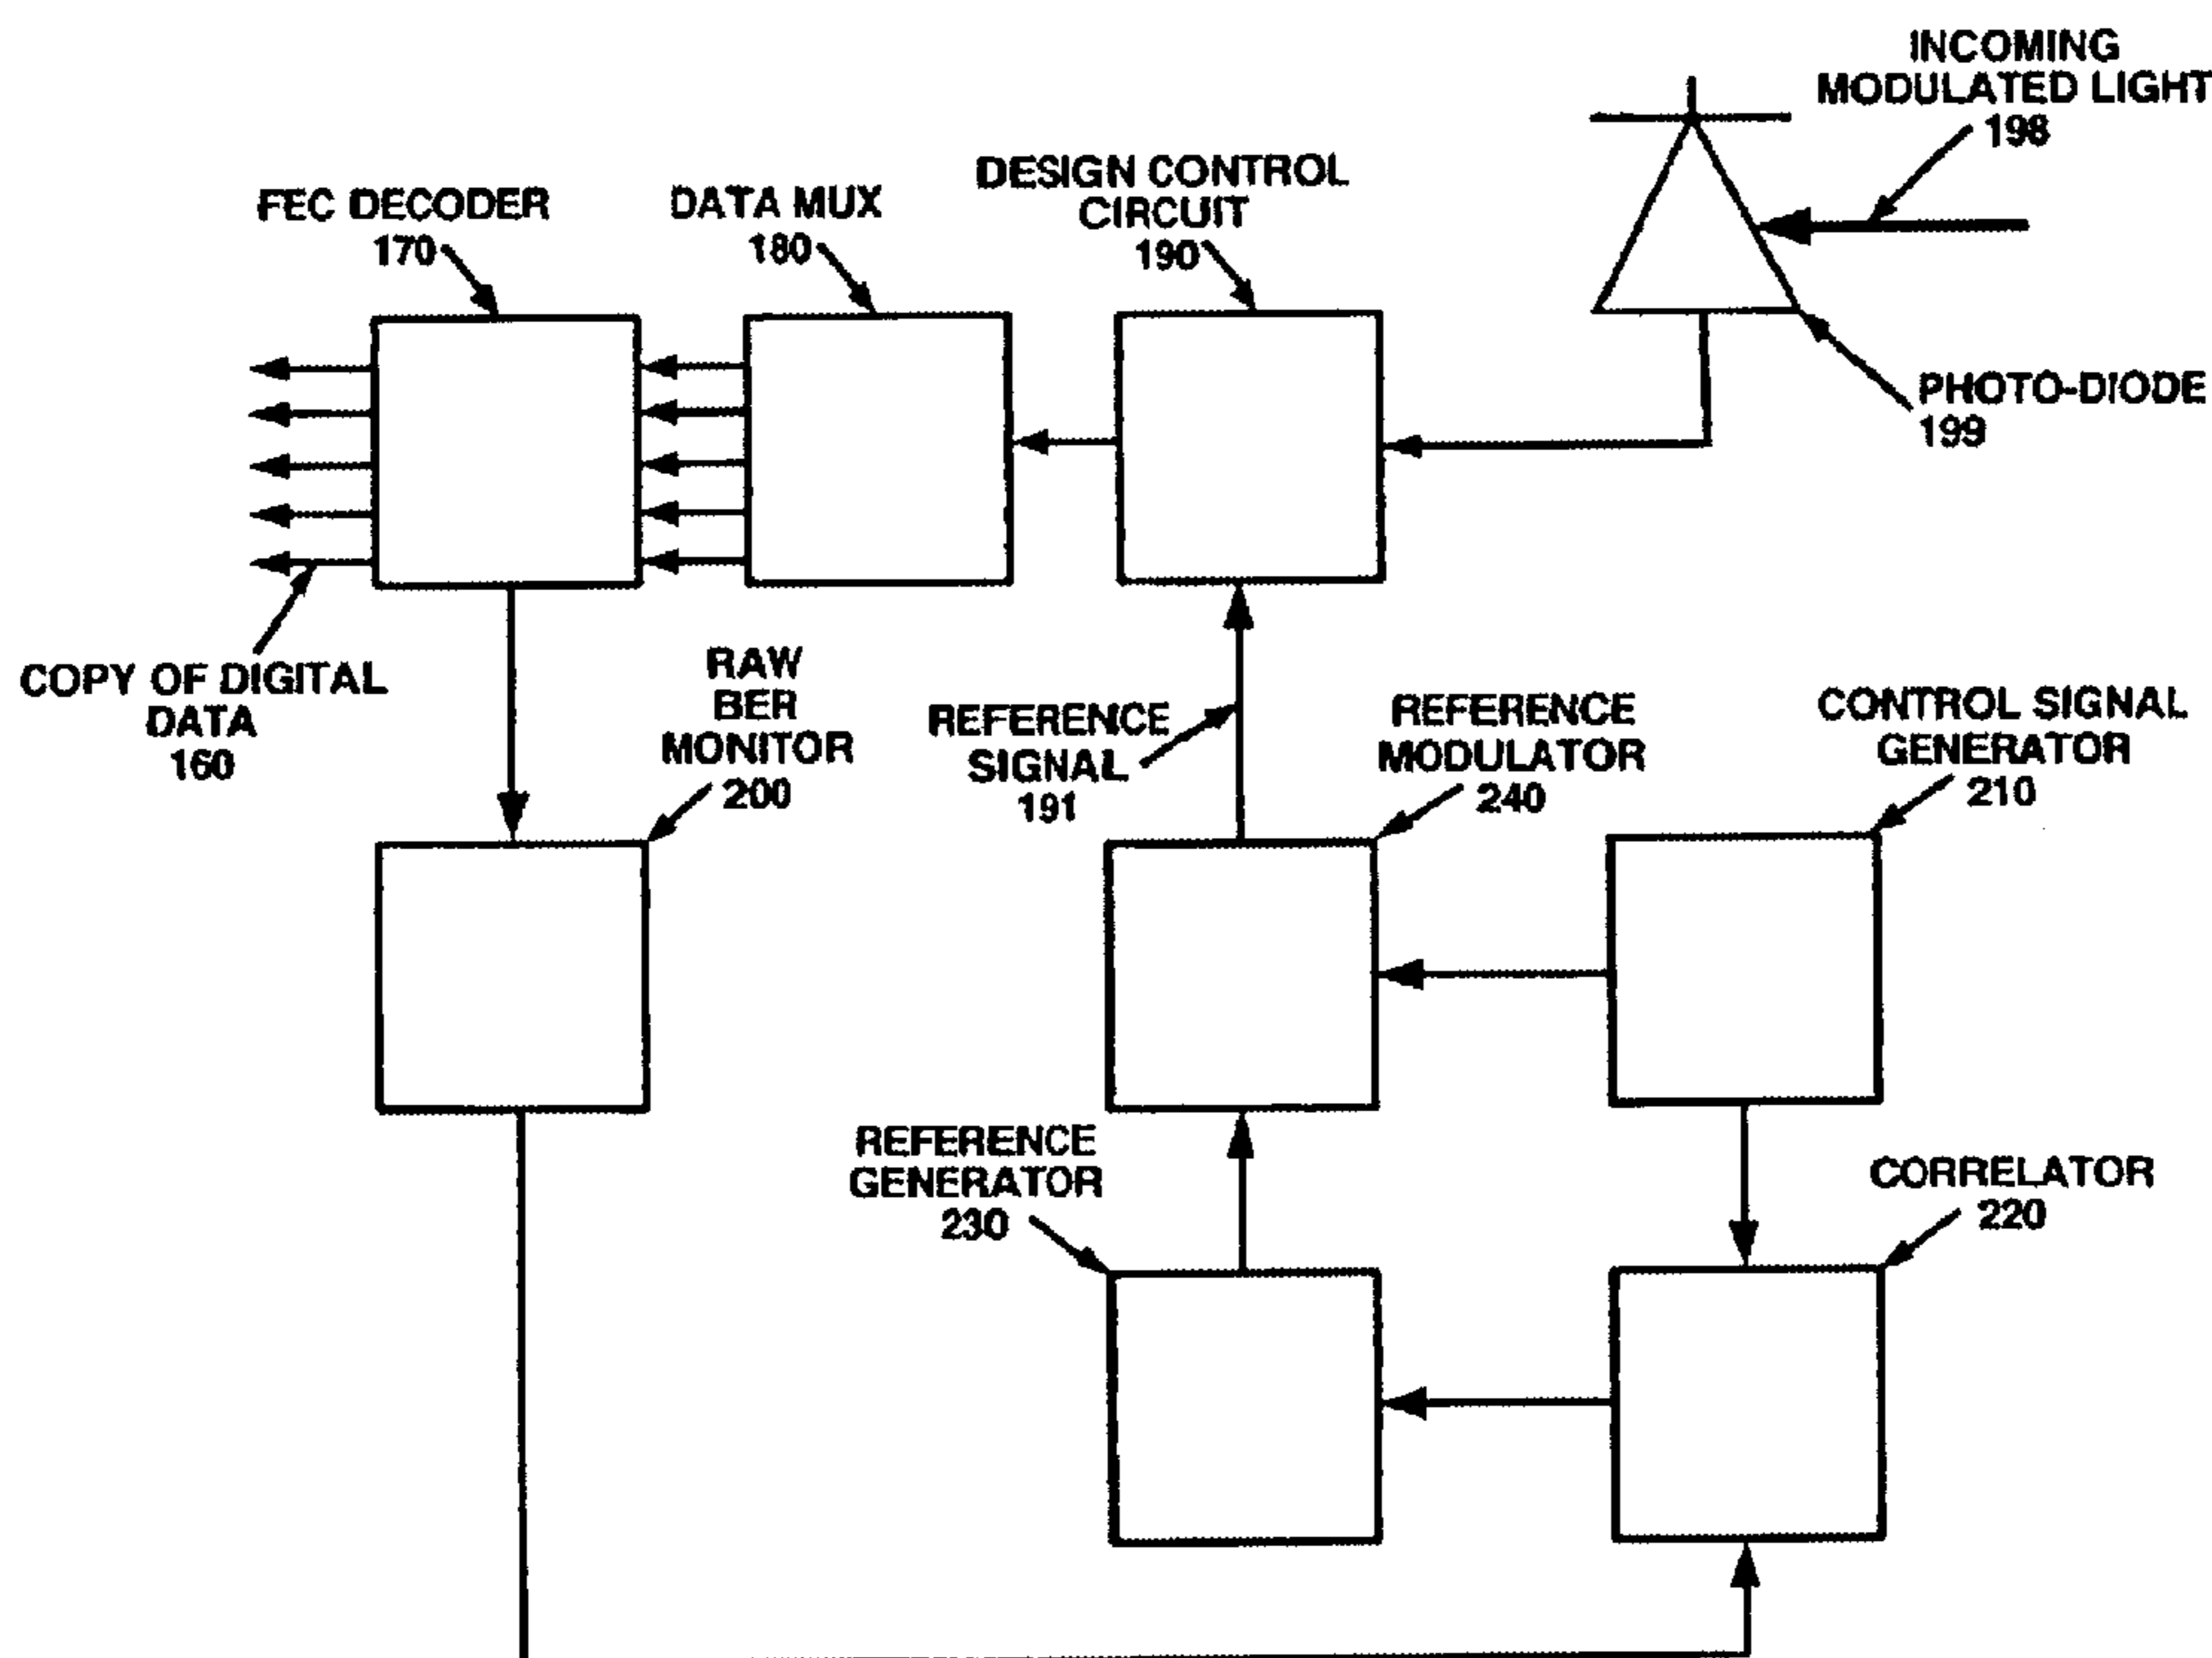 INCOMING
MODULATED LIGHT
198
DESIGN CONTROL
CIRCUIT
190
FEC DECODER
170
DATA MUX
180
PHOTO-DIODE
199
COPY OF DIGITAL
DATA
160
RAW
BER
MONITOR
200
REFERENCE
SIGNAL
191
REFERENCE
MODULATOR
240
CONTROL SIGNAL
GENERATOR
210
REFERENCE
GENERATOR
230
CORRELATOR
220